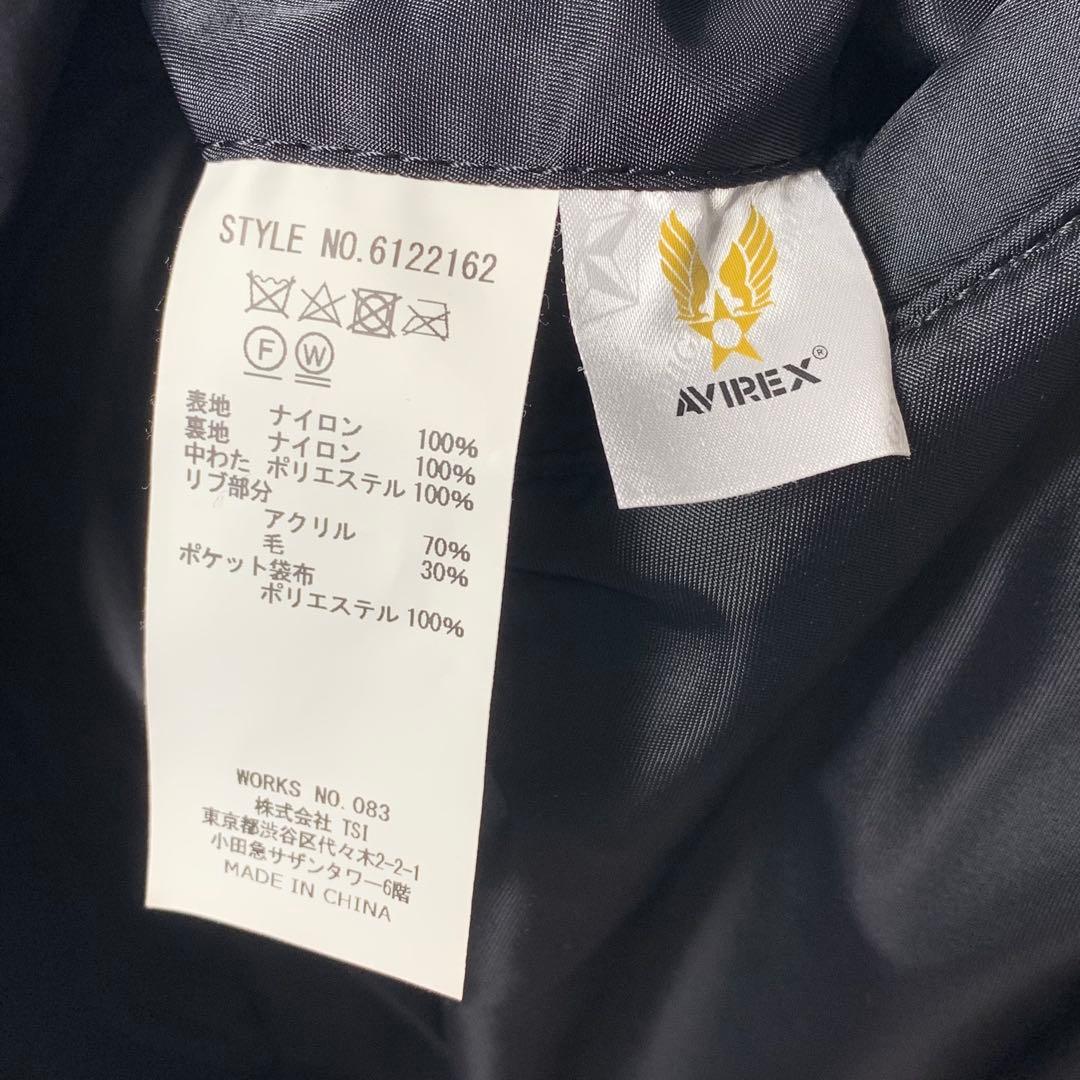 STYLE NO.6122162
F W
表地 ナイロン 100%
裏地 ナイロン 100%
中わた ポリエステル 100%
リブ部分
アクリル 70%
毛 30%
ポケット袋布
ポリエステル 100%
WORKS NO.083
株式会社 TSI
東京都渋谷区代々木2-2-1
小田急サザンタワー6階
MADE IN CHINA
AVIREX®